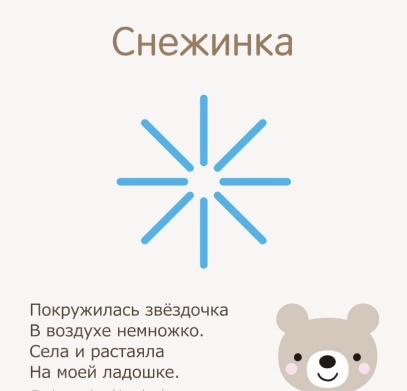 Снежинка
Покружилась звёздочка
В воздухе немножко.
Села и растаяла
На моей ладошке.